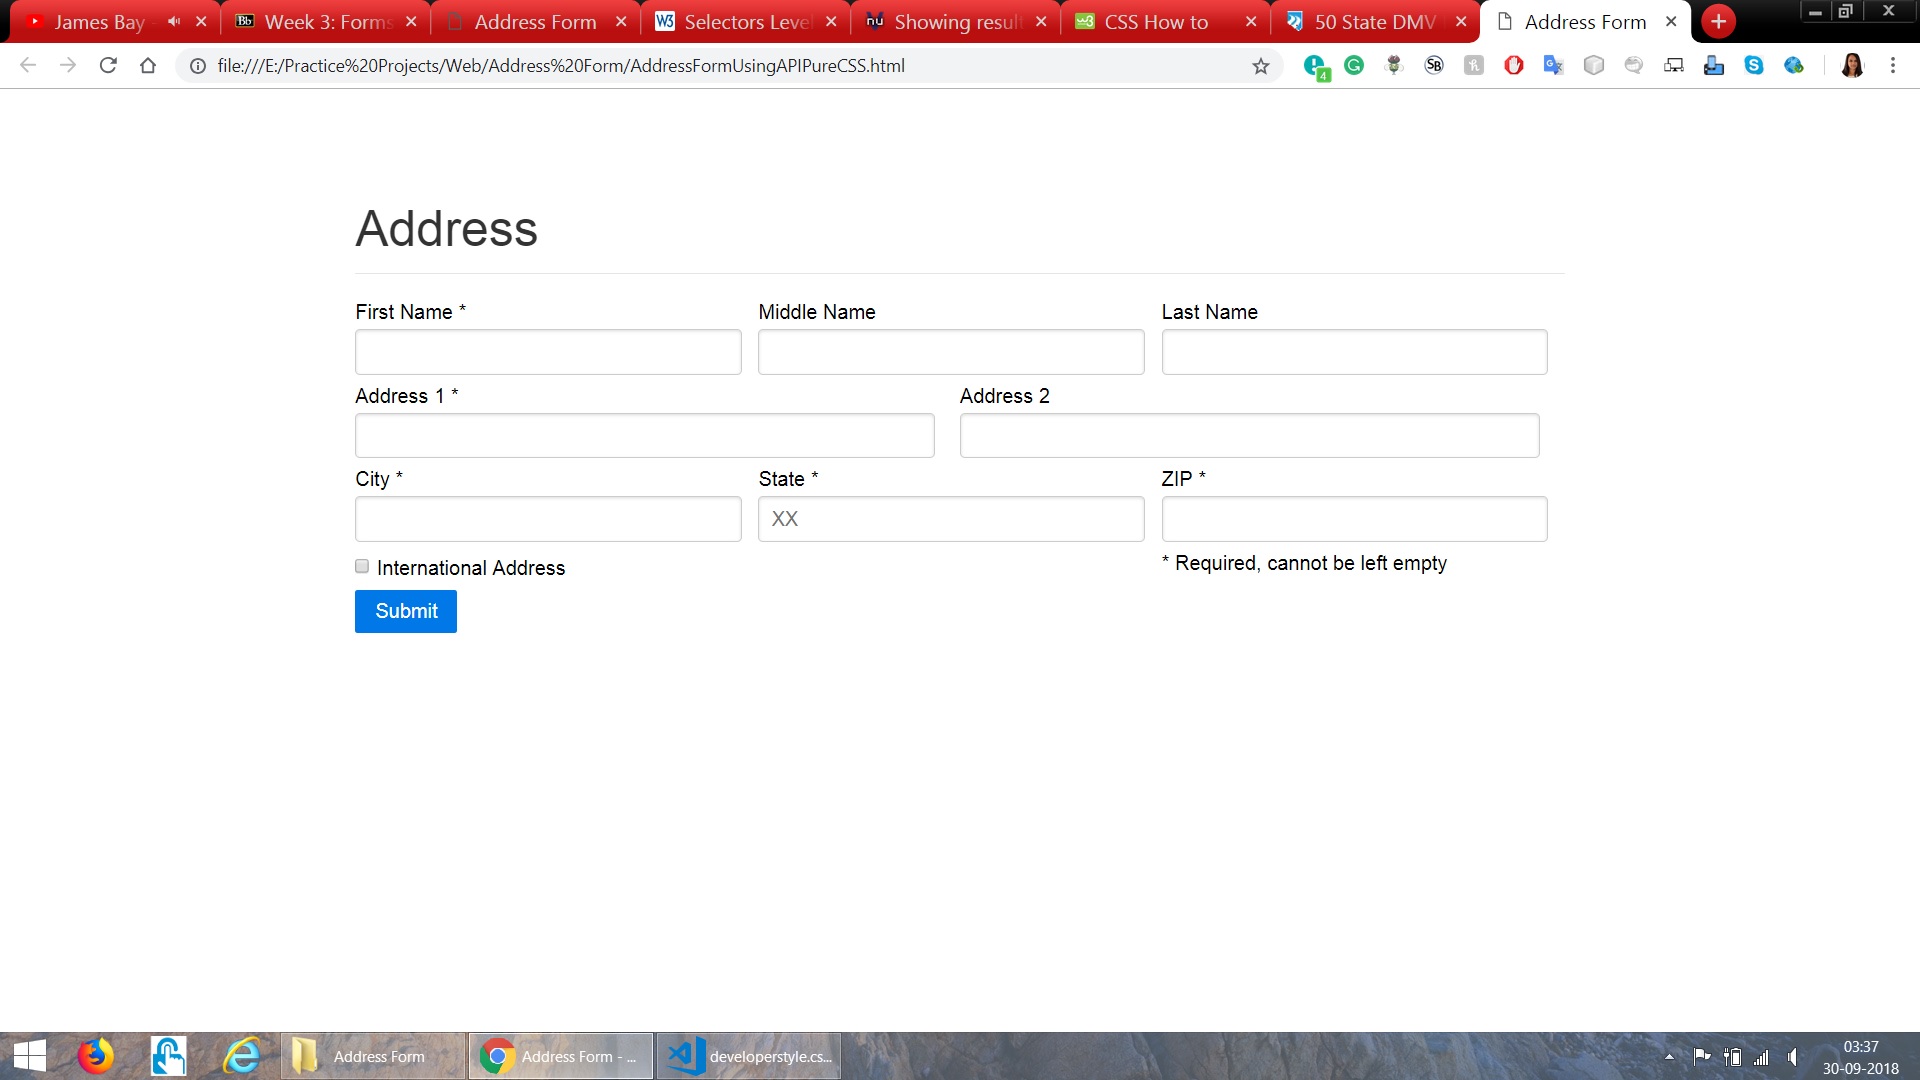 James Bay -
Week 3: Forms
Address Form
Selectors Leve
Showing result
CSS How to
50 State DMV
Address Form
file:///E:/Practice%20Projects/Web/Address%20Form/AddressFormUsingAPIPureCSS.html
4
Address
First Name * Middle Name Last Name
Address 1 * Address 2
City * State * ZIP *
XX
International Address * Required, cannot be left empty
Submit
Address Form
Address Form - ...
developerstyle.cs...
03:37
30-09-2018